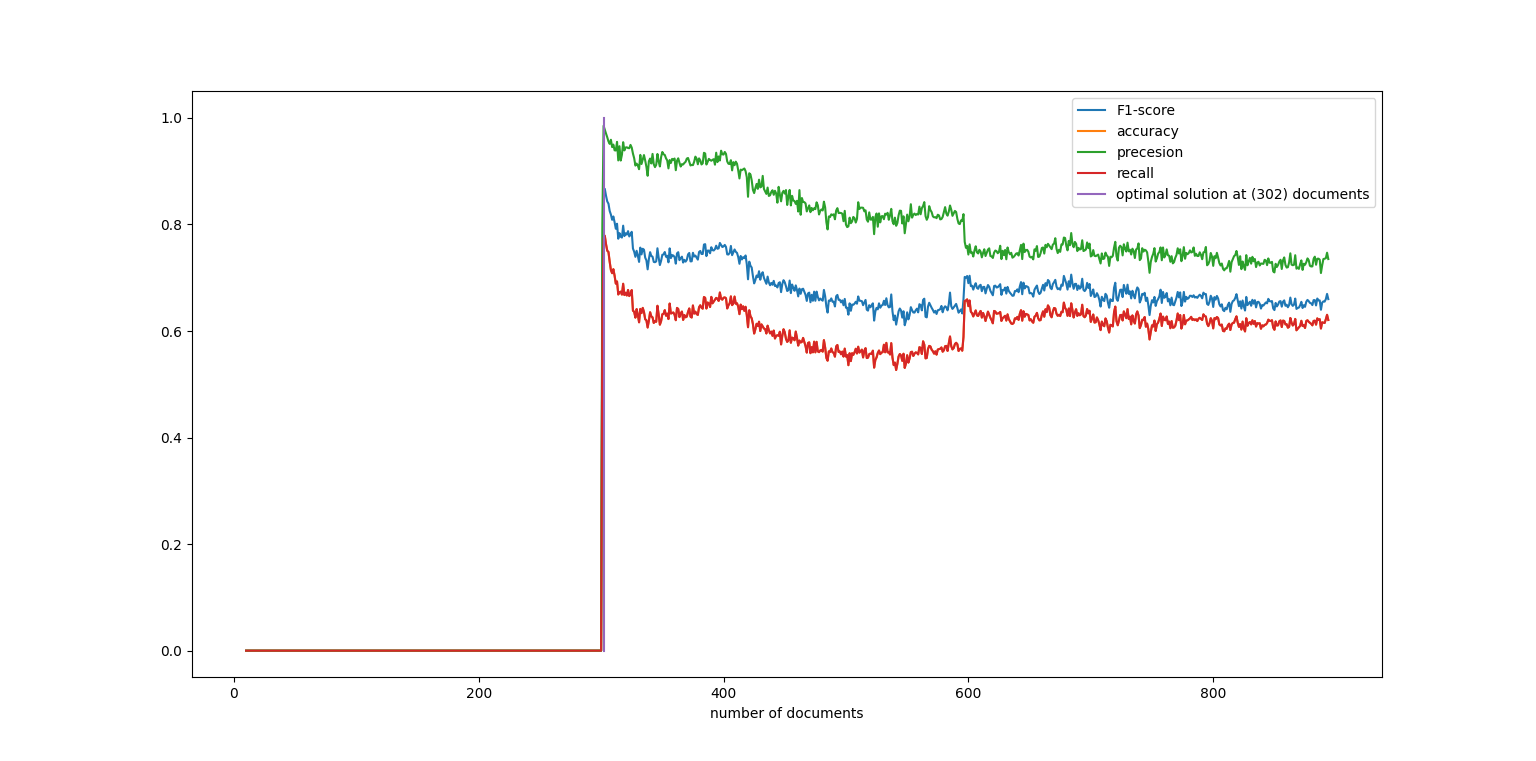 1.0
0.8
0.6
0.4
0.2
0.0
F1-score
accuracy
precesion
recall
optimal solution at (302) documents
0 200 400 600 800
number of documents